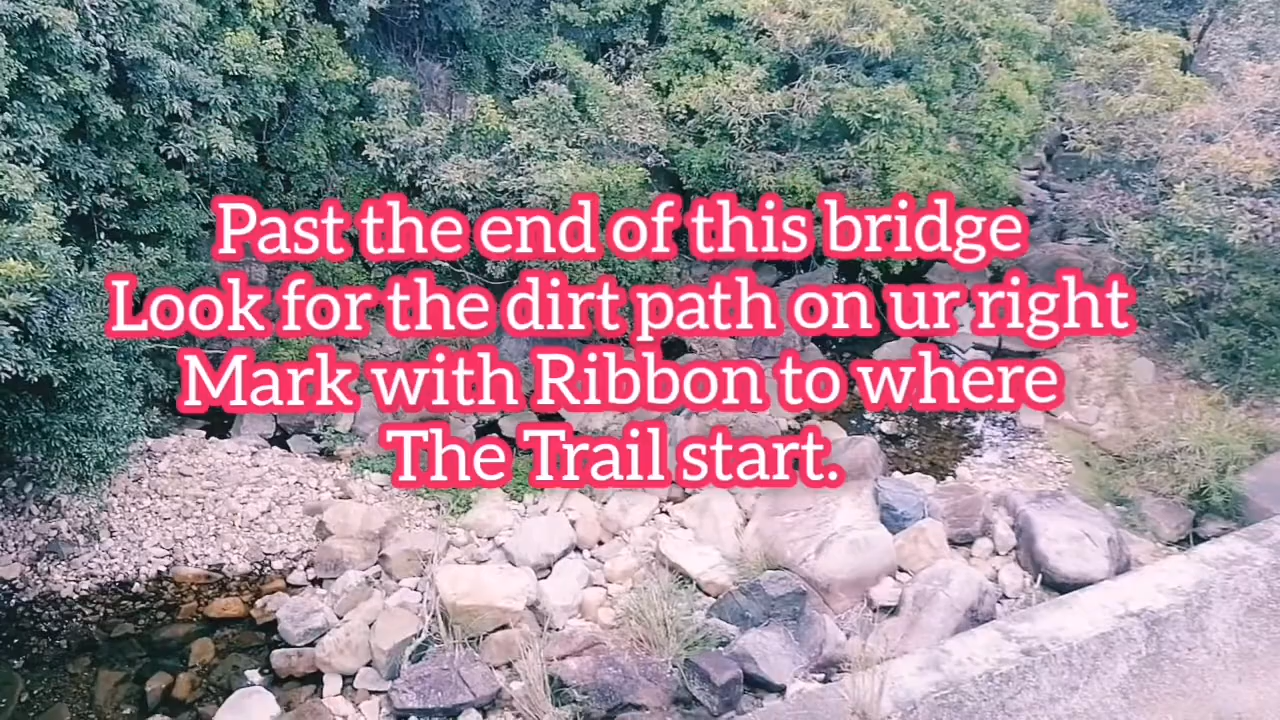 Past the end of this bridge
Look for the dirt path on ur right
Mark with Ribbon to where
The Trail start.